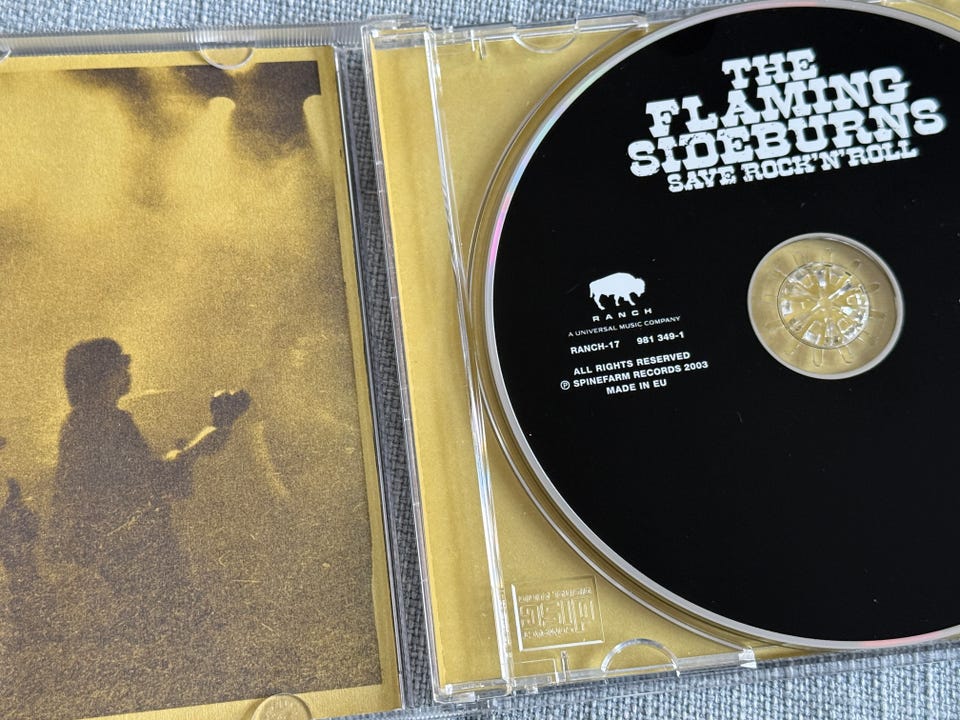 THE
FLAMING
SIDEBURNS
SAVE ROCK'N'ROLL
RANCH
A UNIVERSAL MUSIC COMPANY
RANCH-17 981 349-1
ALL RIGHTS RESERVED
℗ SPINEFARM RECORDS 2003
MADE IN EU